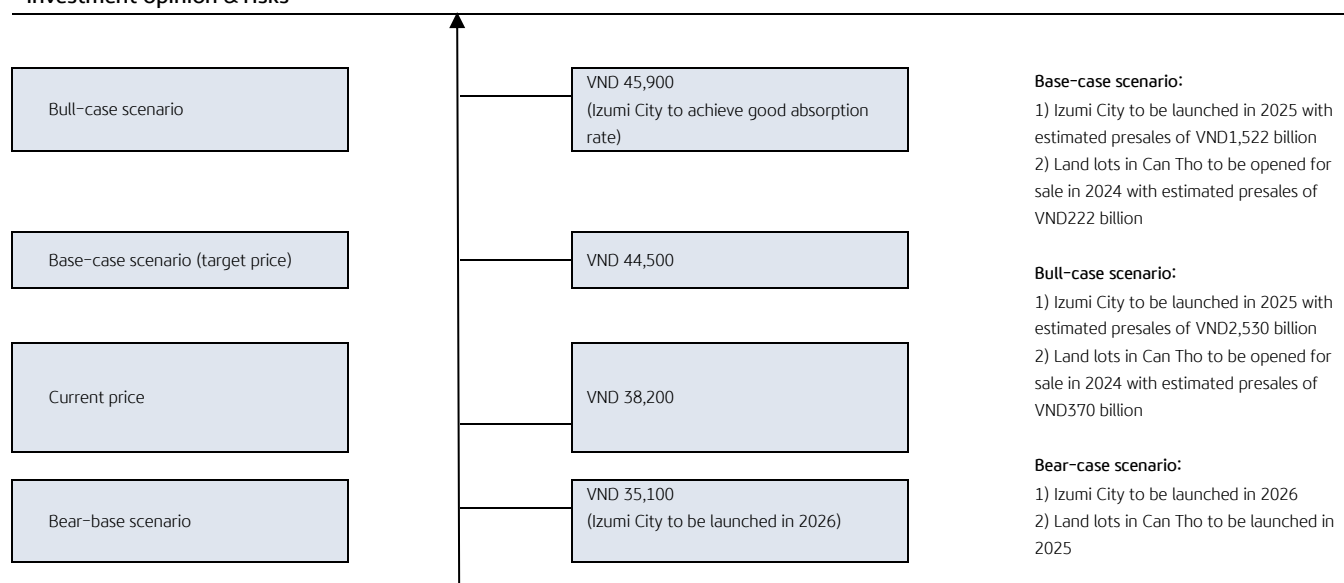 Investment opinion & risks
Bull-case scenario
VND 45,900
(Izumi City to achieve good absorption
rate)
Base-case scenario (target price)
VND 44,500
Current price
VND 38,200
Bear-base scenario
VND 35,100
(Izumi City to be launched in 2026)
Base-case scenario:
1) Izumi City to be launched in 2025 with
estimated presales of VND1,522 billion
2) Land lots in Can Tho to be opened for
sale in 2024 with estimated presales of
VND222 billion
Bull-case scenario:
1) Izumi City to be launched in 2025 with
estimated presales of VND2,530 billion
2) Land lots in Can Tho to be opened for
sale in 2024 with estimated presales of
VND370 billion
Bear-case scenario:
1) Izumi City to be launched in 2026
2) Land lots in Can Tho to be launched in
2025